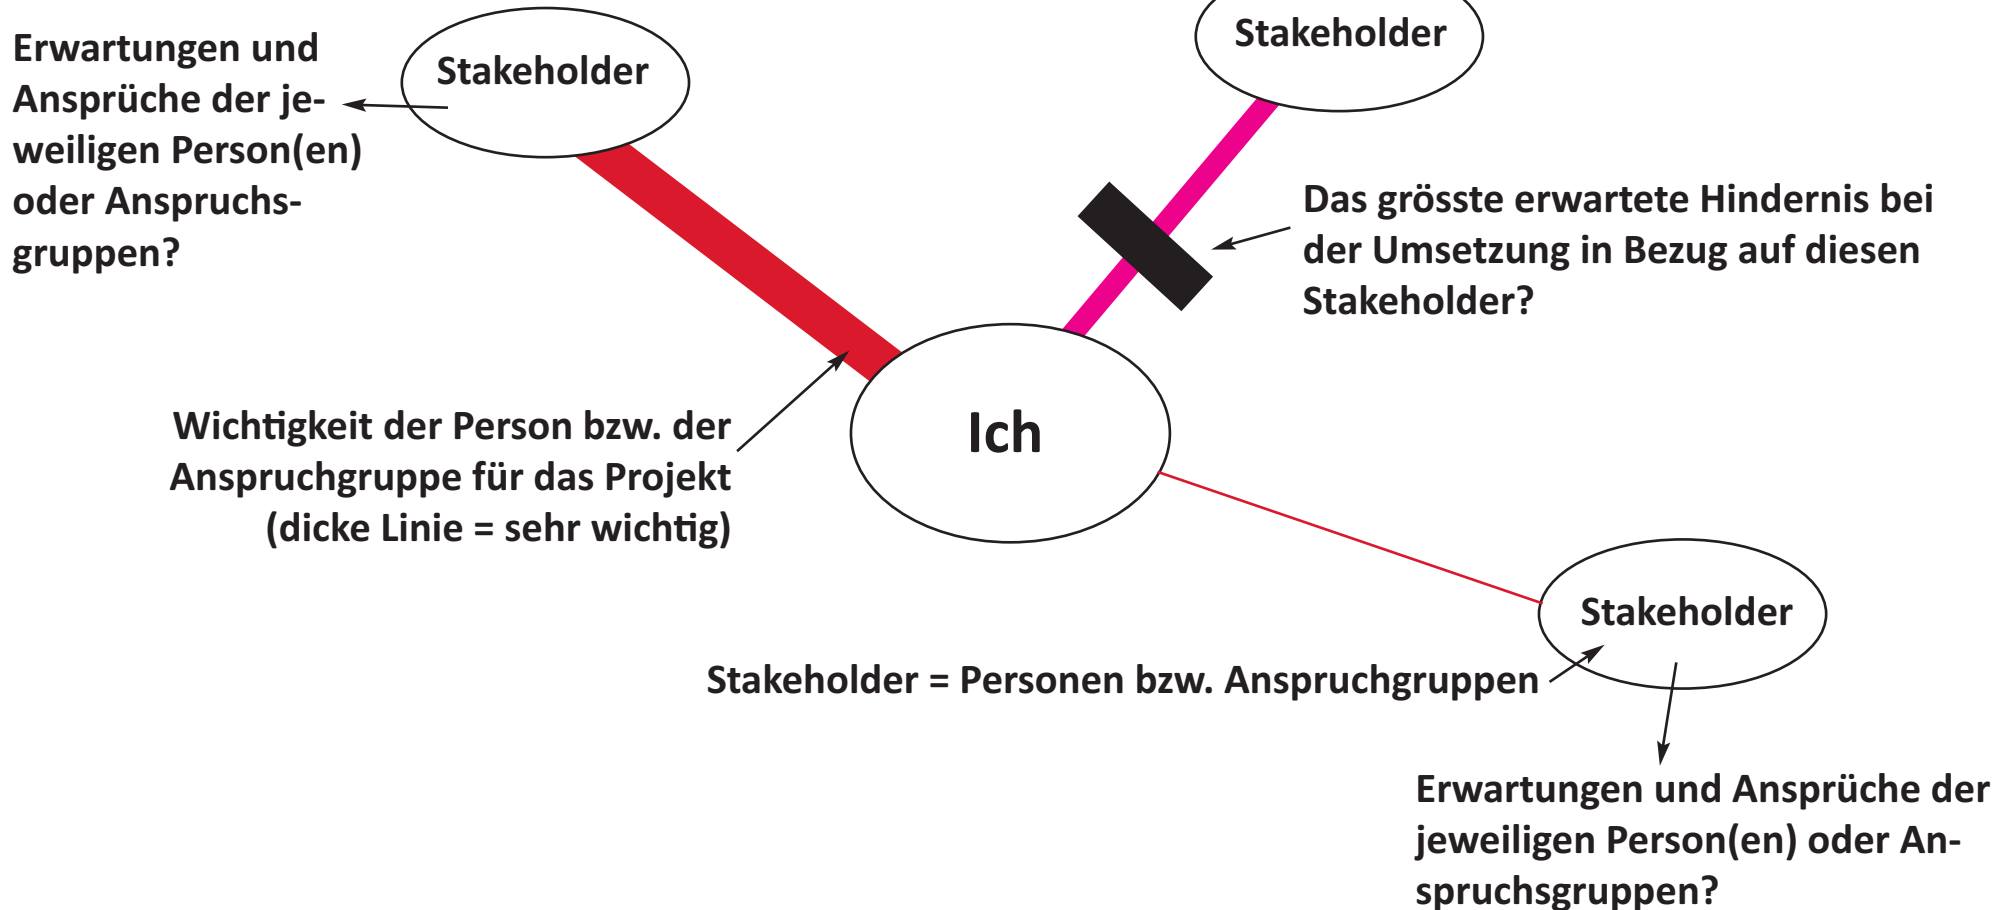 Erwartungen und
Ansprüche der je-
weiligen Person(en)
oder Anspruchs-
gruppen?
Stakeholder
Stakeholder
Das grösste erwartete Hindernis bei
der Umsetzung in Bezug auf diesen
Stakeholder?
Wichtigkeit der Person bzw. der
Anspruchgruppe für das Projekt
(dicke Linie = sehr wichtig)
Ich
Stakeholder
Stakeholder = Personen bzw. Anspruchgruppen
Erwartungen und Ansprüche der
jeweiligen Person(en) oder An-
spruchsgruppen?